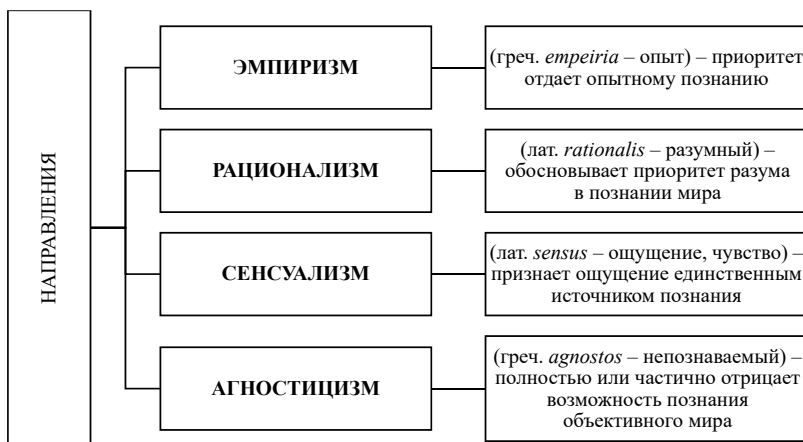 НАПРАВЛЕНИЯ
ЭМПИРИЗМ
(греч. empeiria – опыт) – приоритет
отдает опытному познанию
РАЦИОНАЛИЗМ
(лат. rationalis – разумный) –
обосновывает приоритет разума
в познании мира
СЕНСУАЛИЗМ
(лат. sensus – ощущение, чувство) –
признает ощущение единственным
источником познания
АГНОСТИЦИЗМ
(греч. agnostos – непознаваемый) –
полностью или частично отрицает
возможность познания
объективного мира